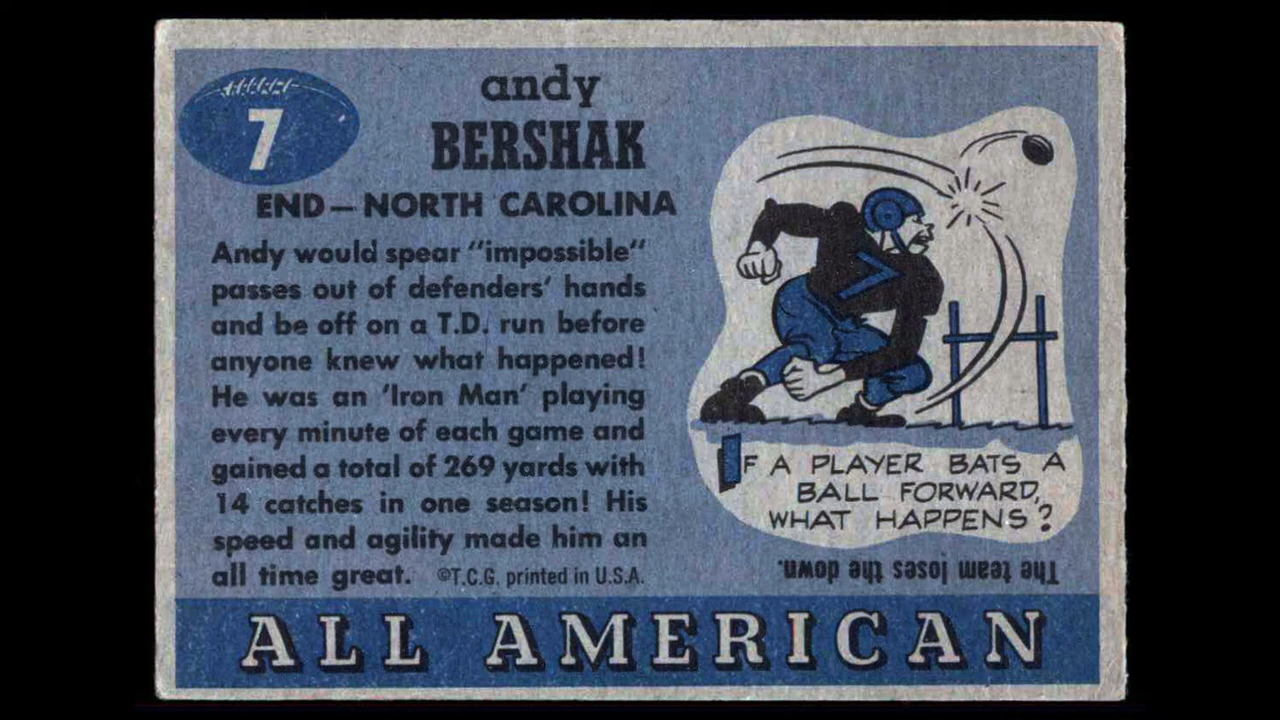 7
andy
BERSHAK
END—NORTH CAROLINA
Andy would spear "impossible"
passes out of defenders' hands
and be off on a T.D. run before
anyone knew what happened!
He was an 'Iron Man' playing
every minute of each game and
gained a total of 269 yards with
14 catches in one season! His
speed and agility made him an
all time great. ©T.C.G. printed in U.S.A.
7
IF A PLAYER BATS A
BALL FORWARD,
WHAT HAPPENS?
The team loses the down.
ALL AMERICAN